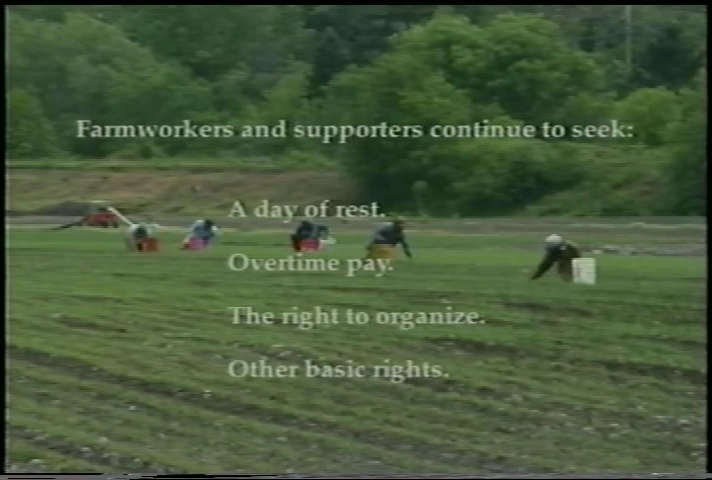 Farmworkers and supporters continue to seek:
A day of rest.
Overtime pay.
The right to organize.
Other basic rights.